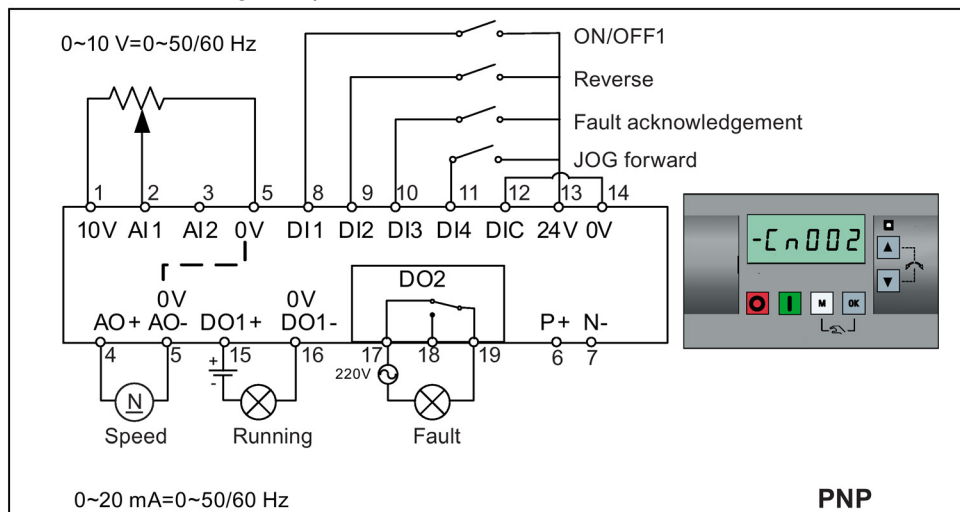 0~10 V=0~50/60 Hz
ON/OFF1
Reverse
Fault acknowledgement
JOG forward
1 2 3 5 8 9 10 11 12 13 14
10V AI1 AI2 0V DI1 DI2 DI3 DI4 DIC 24V 0V
-Cn002
M OK
DO2
0V 0V
AO+ AO- DO1+ DO1- P+ N-
4 5 15 16 17 18 19 6 7
+
-
220V
N
Speed Running Fault
0~20 mA=0~50/60 Hz
PNP